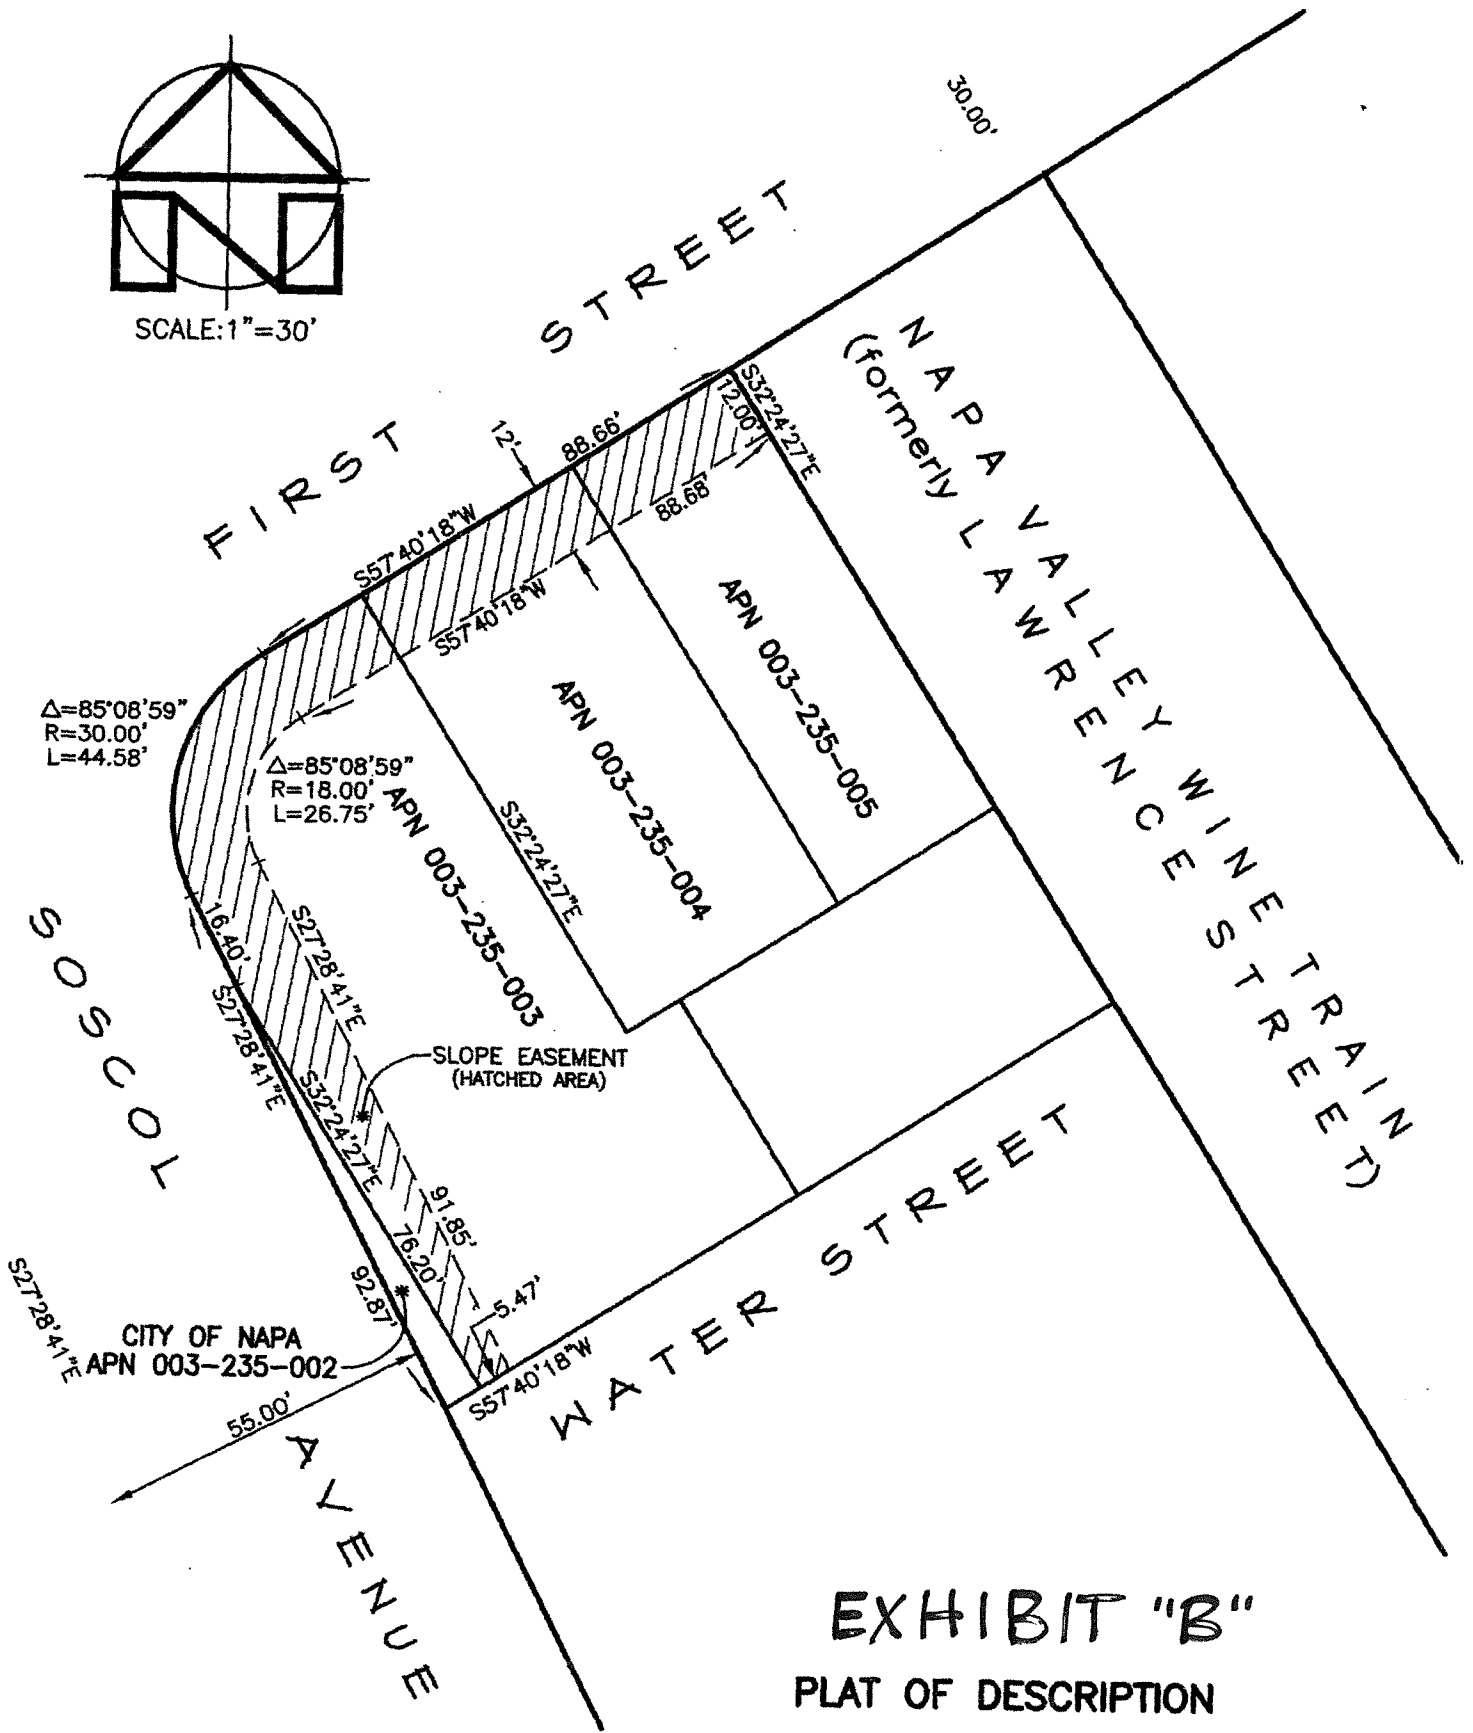 SCALE:1"=30'
30.00'
FIRST STREET
NAPA VALLEY WINE TRAIN
(formerly LAWRENCE STREET)
S32°24'27"E
12.00'
12'
88.66'
S57°40'18"W
88.68'
S57°40'18"W
Δ=85°08'59"
R=30.00'
L=44.58'
Δ=85°08'59"
R=18.00'
L=26.75'
APN 003-235-003
APN 003-235-004
APN 003-235-005
S32°24'27"E
16.40'
S27°28'41"E
S27°28'41"E
S32°24'27"E
SLOPE EASEMENT
(HATCHED AREA)
91.85'
76.20'
92.87'
5.47'
S57°40'18"W
SOSCOL AVENUE
S27°28'41"E
CITY OF NAPA
APN 003-235-002
55.00'
WATER STREET
EXHIBIT "B"
PLAT OF DESCRIPTION